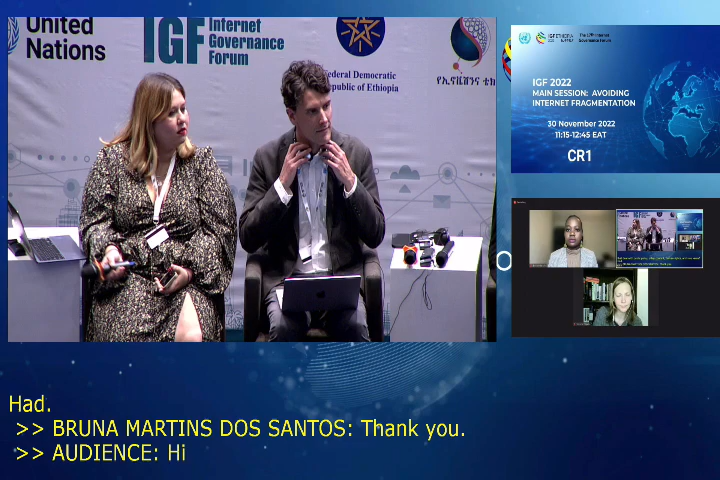 United
Nations
IGF
Internet
Governance
Forum
Federal Democratic
Republic of Ethiopia
IGF 2022
MAIN SESSION: AVOIDING
INTERNET FRAGMENTATION
30 November 2022
11:15-12:45 EAT
CR1
Had.
>> BRUNA MARTINS DOS SANTOS: Thank you.
>> AUDIENCE: Hi